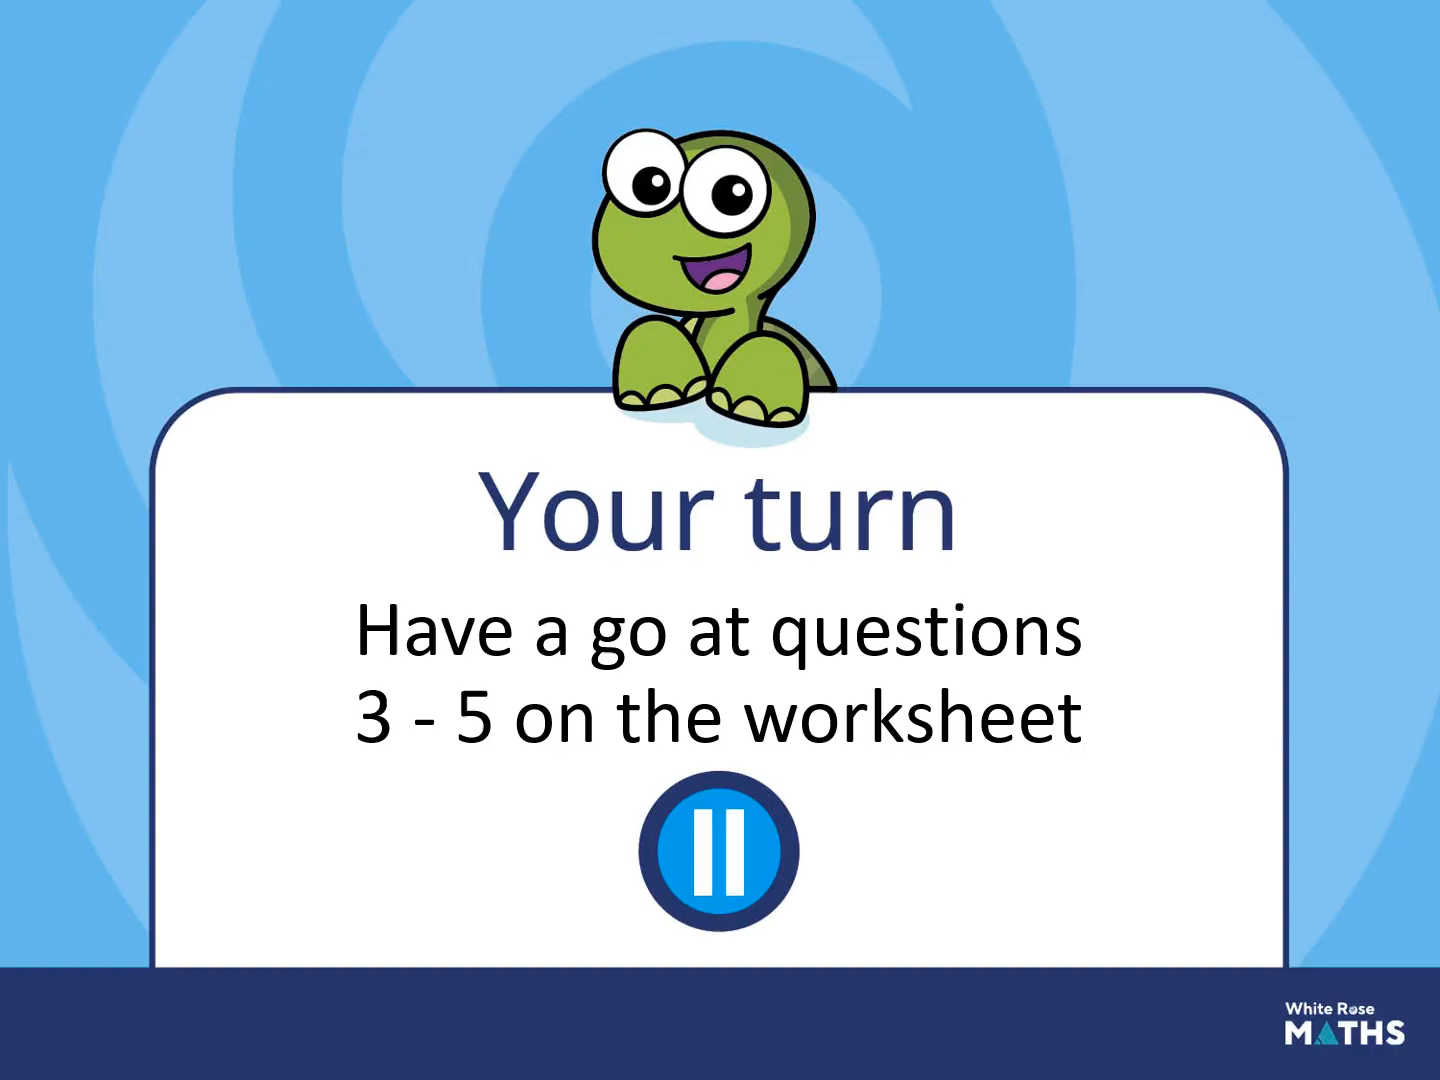 Your turn
Have a go at questions
3 - 5 on the worksheet
White Rose
MATHS